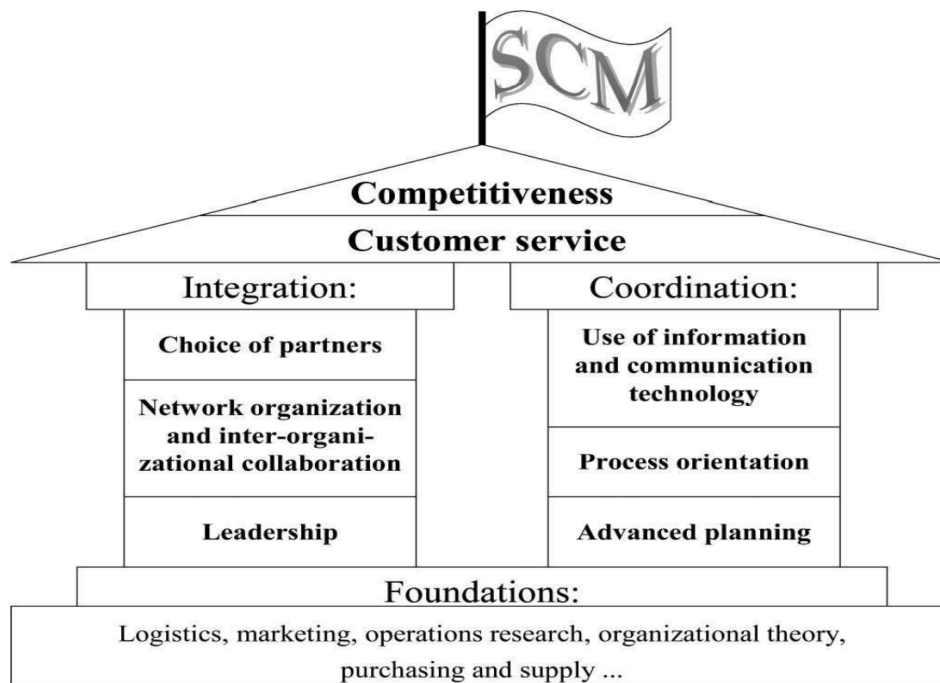 SCM
Competitiveness
Customer service
Integration:
Choice of partners
Network organization
and inter-organi-
zational collaboration
Leadership
Coordination:
Use of information
and communication
technology
Process orientation
Advanced planning
Foundations:
Logistics, marketing, operations research, organizational theory,
purchasing and supply ...